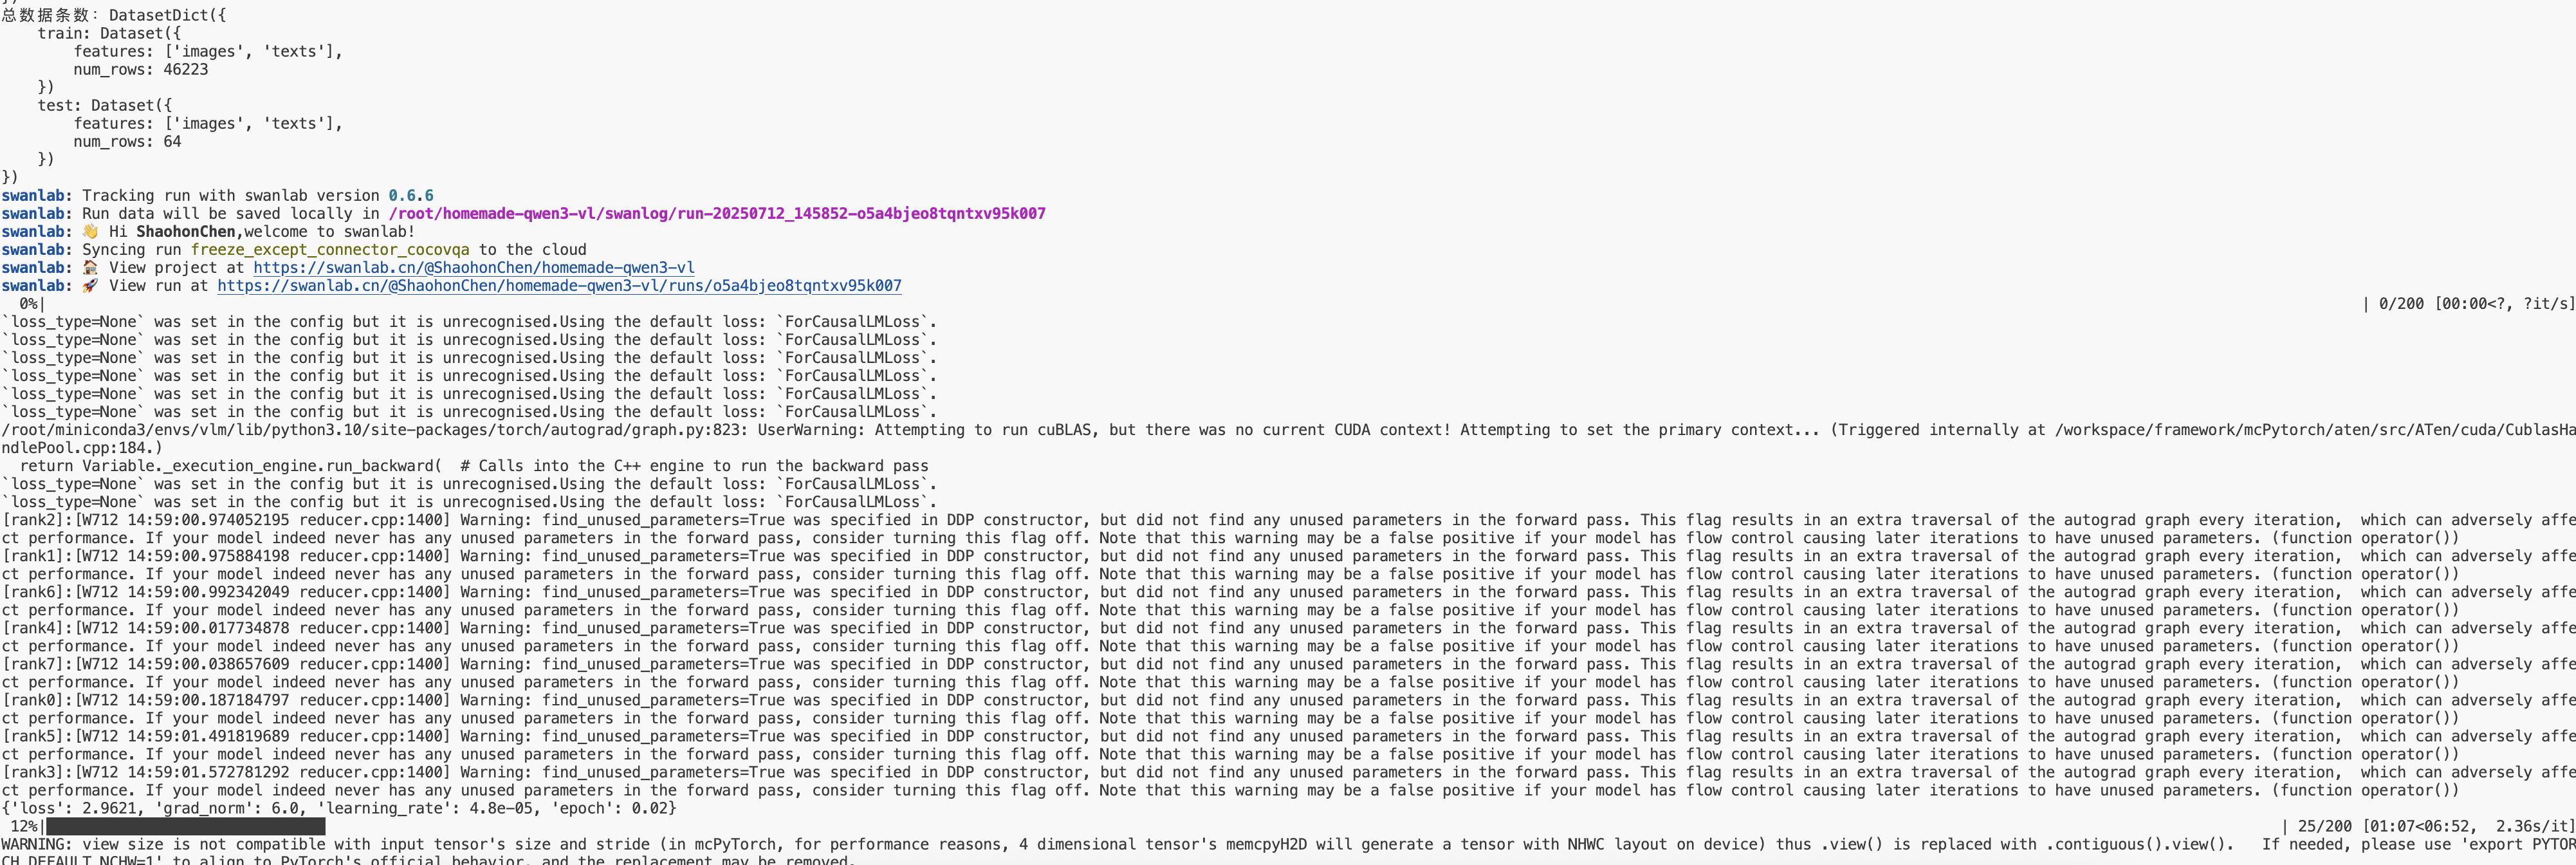 })
总数据条数: DatasetDict({
    train: Dataset({
        features: ['images', 'texts'],
        num_rows: 46223
    })
    test: Dataset({
        features: ['images', 'texts'],
        num_rows: 64
    })
})
swanlab: Tracking run with swanlab version 0.6.6
swanlab: Run data will be saved locally in /root/homemade-qwen3-vl/swanlog/run-20250712_145852-o5a4bjeo8tqntxv95k007
swanlab: 👋 Hi ShaohonChen,welcome to swanlab!
swanlab: Syncing run freeze_except_connector_cocovqa to the cloud
swanlab: 🏠 View project at https://swanlab.cn/@ShaohonChen/homemade-qwen3-vl
swanlab: 🚀 View run at https://swanlab.cn/@ShaohonChen/homemade-qwen3-vl/runs/o5a4bjeo8tqntxv95k007
  0%| | 0/200 [00:00<?, ?it/s]
`loss_type=None` was set in the config but it is unrecognised.Using the default loss: `ForCausalLMLoss`.
`loss_type=None` was set in the config but it is unrecognised.Using the default loss: `ForCausalLMLoss`.
`loss_type=None` was set in the config but it is unrecognised.Using the default loss: `ForCausalLMLoss`.
`loss_type=None` was set in the config but it is unrecognised.Using the default loss: `ForCausalLMLoss`.
`loss_type=None` was set in the config but it is unrecognised.Using the default loss: `ForCausalLMLoss`.
`loss_type=None` was set in the config but it is unrecognised.Using the default loss: `ForCausalLMLoss`.
/root/miniconda3/envs/vlm/lib/python3.10/site-packages/torch/autograd/graph.py:823: UserWarning: Attempting to run cuBLAS, but there was no current CUDA context! Attempting to set the primary context... (Triggered internally at /workspace/framework/mcPytorch/aten/src/ATen/cuda/CublasHa
ndlePool.cpp:184.)
  return Variable._execution_engine.run_backward(  # Calls into the C++ engine to run the backward pass
`loss_type=None` was set in the config but it is unrecognised.Using the default loss: `ForCausalLMLoss`.
`loss_type=None` was set in the config but it is unrecognised.Using the default loss: `ForCausalLMLoss`.
[rank2]:[W712 14:59:00.974052195 reducer.cpp:1400] Warning: find_unused_parameters=True was specified in DDP constructor, but did not find any unused parameters in the forward pass. This flag results in an extra traversal of the autograd graph every iteration,  which can adversely affe
ct performance. If your model indeed never has any unused parameters in the forward pass, consider turning this flag off. Note that this warning may be a false positive if your model has flow control causing later iterations to have unused parameters. (function operator())
[rank1]:[W712 14:59:00.975884198 reducer.cpp:1400] Warning: find_unused_parameters=True was specified in DDP constructor, but did not find any unused parameters in the forward pass. This flag results in an extra traversal of the autograd graph every iteration,  which can adversely affe
ct performance. If your model indeed never has any unused parameters in the forward pass, consider turning this flag off. Note that this warning may be a false positive if your model has flow control causing later iterations to have unused parameters. (function operator())
[rank6]:[W712 14:59:00.992342049 reducer.cpp:1400] Warning: find_unused_parameters=True was specified in DDP constructor, but did not find any unused parameters in the forward pass. This flag results in an extra traversal of the autograd graph every iteration,  which can adversely affe
ct performance. If your model indeed never has any unused parameters in the forward pass, consider turning this flag off. Note that this warning may be a false positive if your model has flow control causing later iterations to have unused parameters. (function operator())
[rank4]:[W712 14:59:00.017734878 reducer.cpp:1400] Warning: find_unused_parameters=True was specified in DDP constructor, but did not find any unused parameters in the forward pass. This flag results in an extra traversal of the autograd graph every iteration,  which can adversely affe
ct performance. If your model indeed never has any unused parameters in the forward pass, consider turning this flag off. Note that this warning may be a false positive if your model has flow control causing later iterations to have unused parameters. (function operator())
[rank7]:[W712 14:59:00.038657609 reducer.cpp:1400] Warning: find_unused_parameters=True was specified in DDP constructor, but did not find any unused parameters in the forward pass. This flag results in an extra traversal of the autograd graph every iteration,  which can adversely affe
ct performance. If your model indeed never has any unused parameters in the forward pass, consider turning this flag off. Note that this warning may be a false positive if your model has flow control causing later iterations to have unused parameters. (function operator())
[rank0]:[W712 14:59:00.187184797 reducer.cpp:1400] Warning: find_unused_parameters=True was specified in DDP constructor, but did not find any unused parameters in the forward pass. This flag results in an extra traversal of the autograd graph every iteration,  which can adversely affe
ct performance. If your model indeed never has any unused parameters in the forward pass, consider turning this flag off. Note that this warning may be a false positive if your model has flow control causing later iterations to have unused parameters. (function operator())
[rank5]:[W712 14:59:01.491819689 reducer.cpp:1400] Warning: find_unused_parameters=True was specified in DDP constructor, but did not find any unused parameters in the forward pass. This flag results in an extra traversal of the autograd graph every iteration,  which can adversely affe
ct performance. If your model indeed never has any unused parameters in the forward pass, consider turning this flag off. Note that this warning may be a false positive if your model has flow control causing later iterations to have unused parameters. (function operator())
[rank3]:[W712 14:59:01.572781292 reducer.cpp:1400] Warning: find_unused_parameters=True was specified in DDP constructor, but did not find any unused parameters in the forward pass. This flag results in an extra traversal of the autograd graph every iteration,  which can adversely affe
ct performance. If your model indeed never has any unused parameters in the forward pass, consider turning this flag off. Note that this warning may be a false positive if your model has flow control causing later iterations to have unused parameters. (function operator())
{'loss': 2.9621, 'grad_norm': 6.0, 'learning_rate': 4.8e-05, 'epoch': 0.02}
 12%| | 25/200 [01:07<06:52,  2.36s/it]
WARNING: view size is not compatible with input tensor's size and stride (in mcPyTorch, for performance reasons, 4 dimensional tensor's memcpyH2D will generate a tensor with NHWC layout on device) thus .view() is replaced with .contiguous().view().   If needed, please use 'export PYTOR
CH_DEFAULT_NCHW=1' to align to PyTorch's official behavior, and the replacement may be removed.